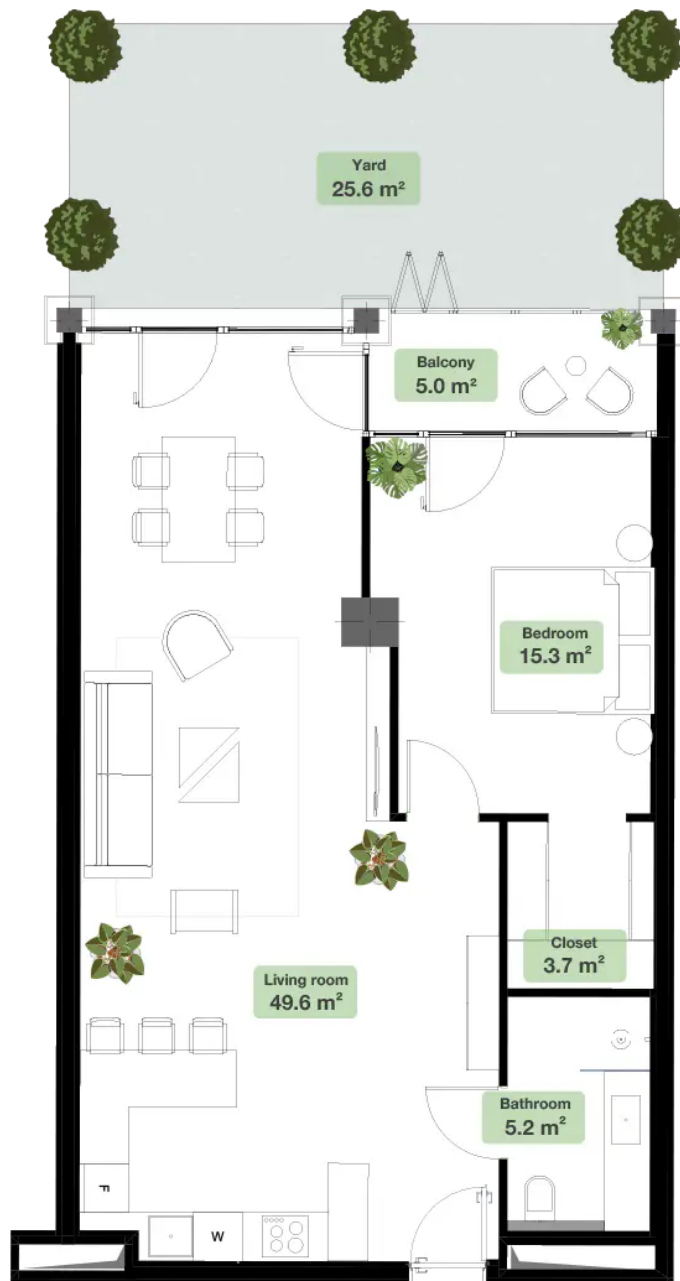 Yard
25.6 m²
Balcony
5.0 m²
Bedroom
15.3 m²
Closet
3.7 m²
Living room
49.6 m²
Bathroom
5.2 m²
F
W